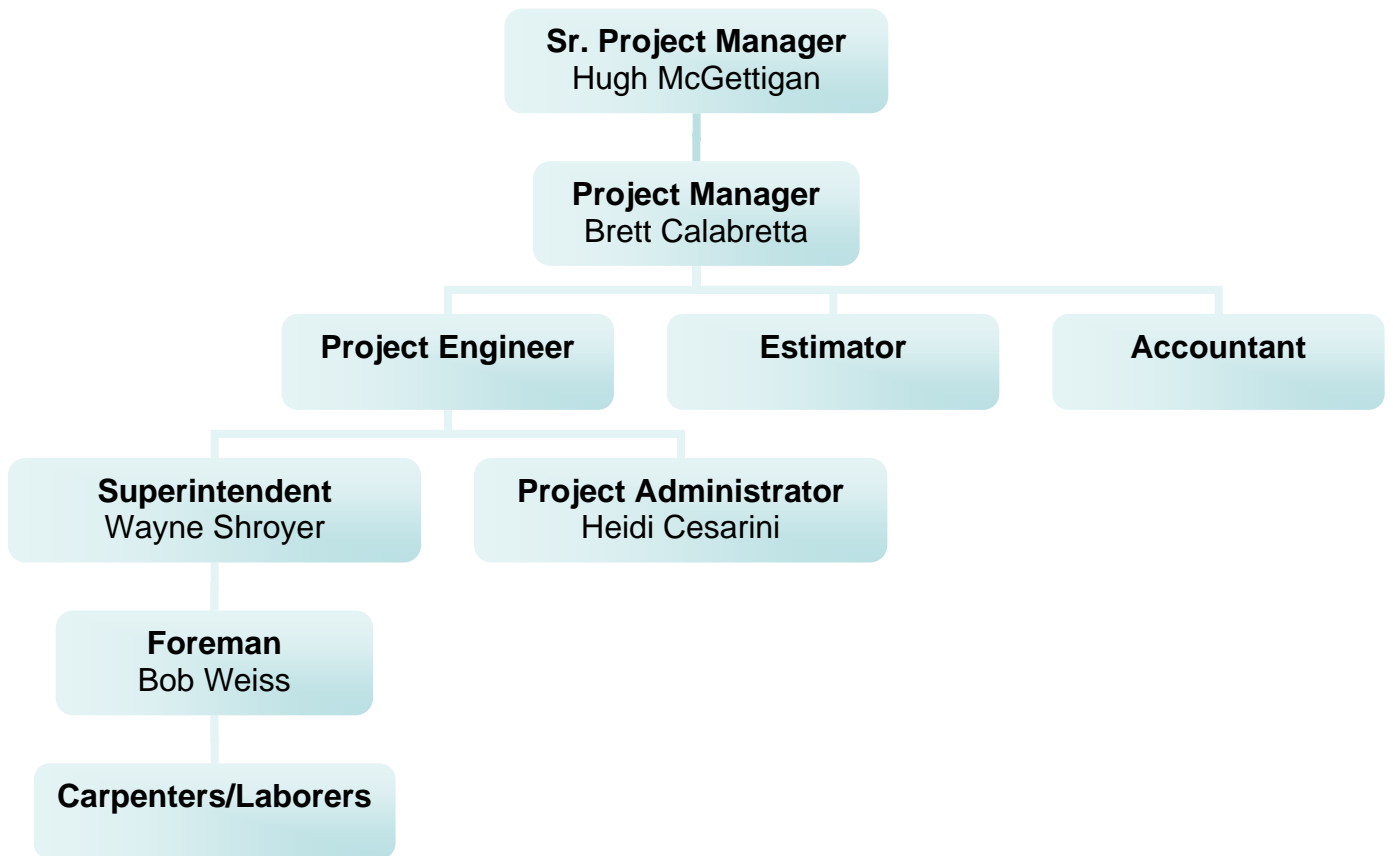 Sr. Project Manager
Hugh McGettigan
Project Manager
Brett Calabretta
Project Engineer
Estimator
Accountant
Superintendent
Wayne Shroyer
Project Administrator
Heidi Cesarini
Foreman
Bob Weiss
Carpenters/Laborers